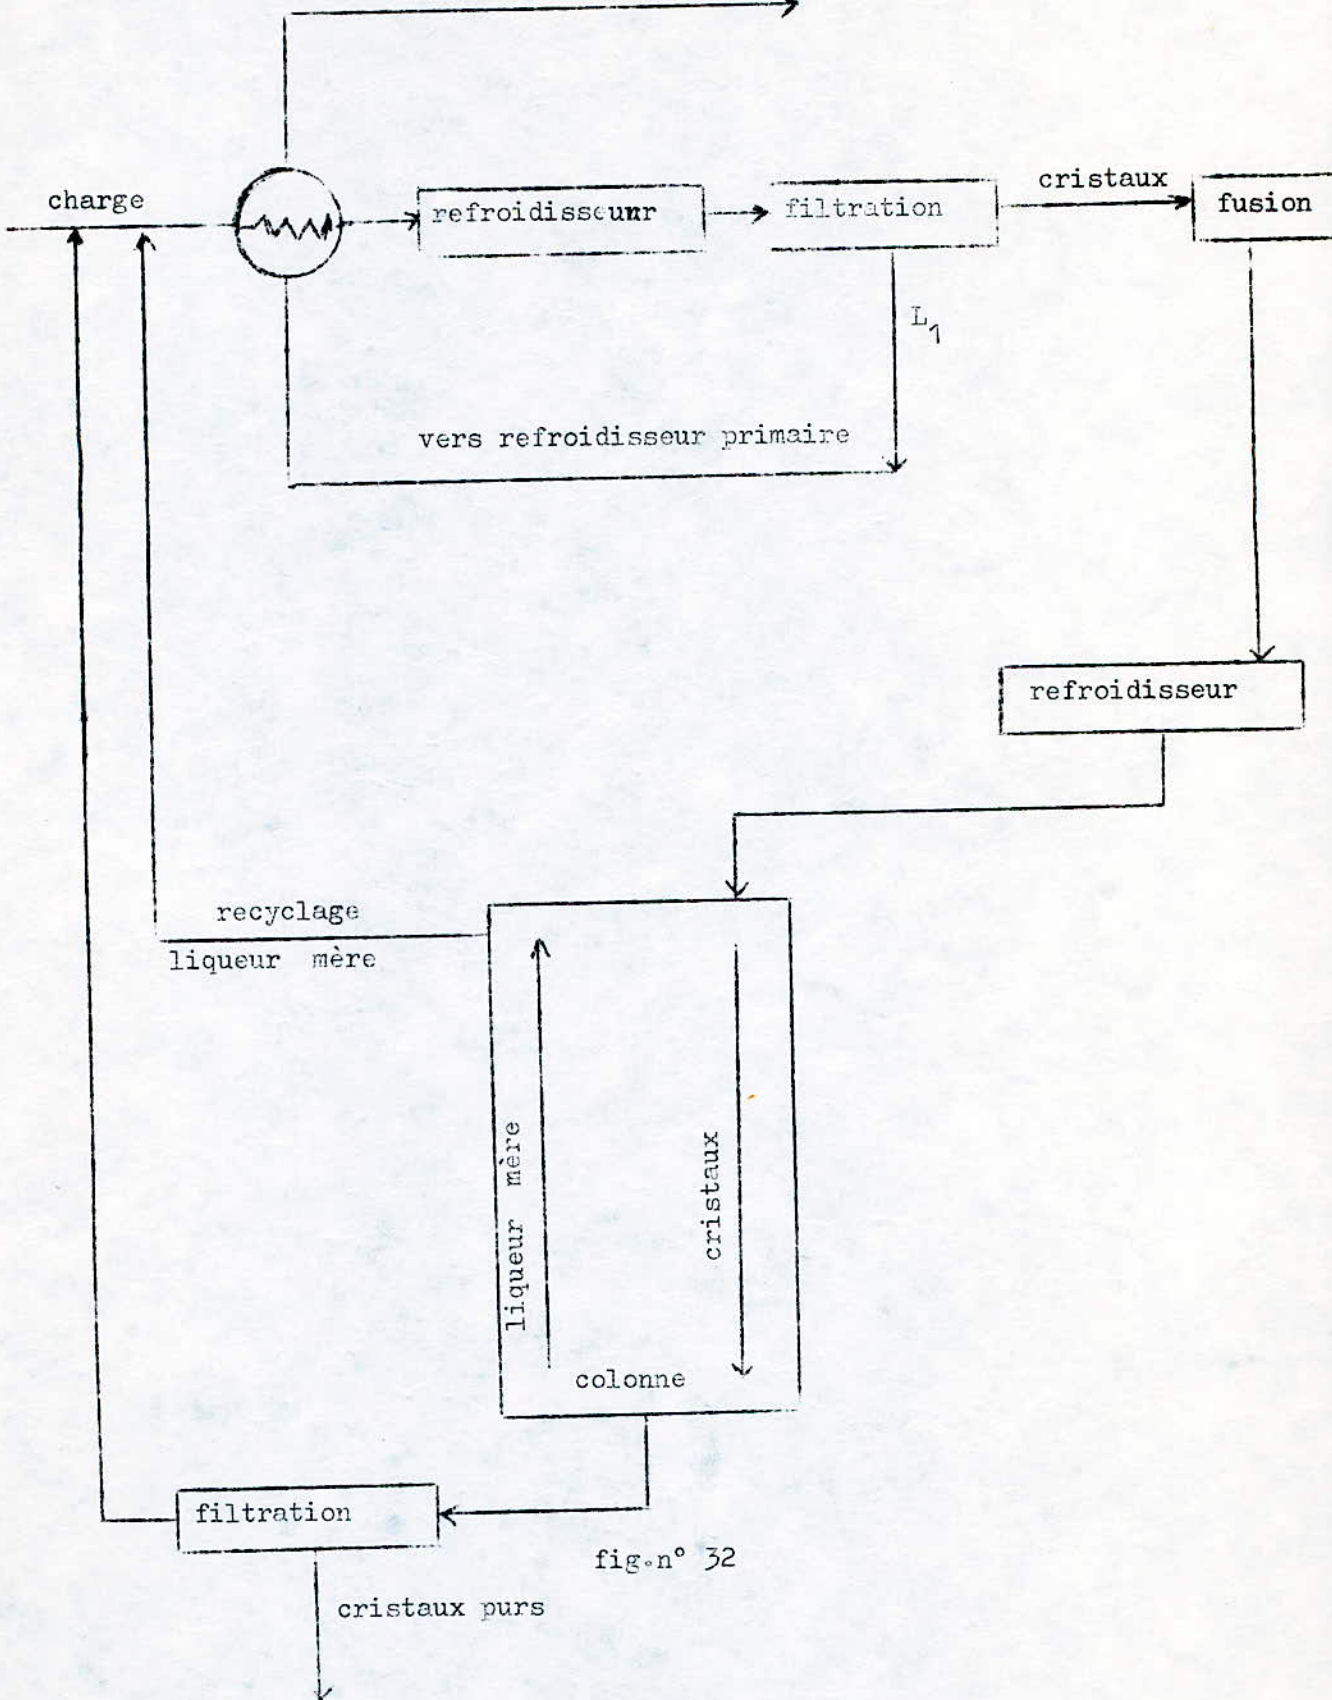 charge
refroidisseunr
filtration
cristaux
fusion
L1
vers refroidisseur primaire
refroidisseur
recyclage
liqueur mère
liqueur mère
cristaux
colonne
filtration
fig.n° 32
cristaux purs